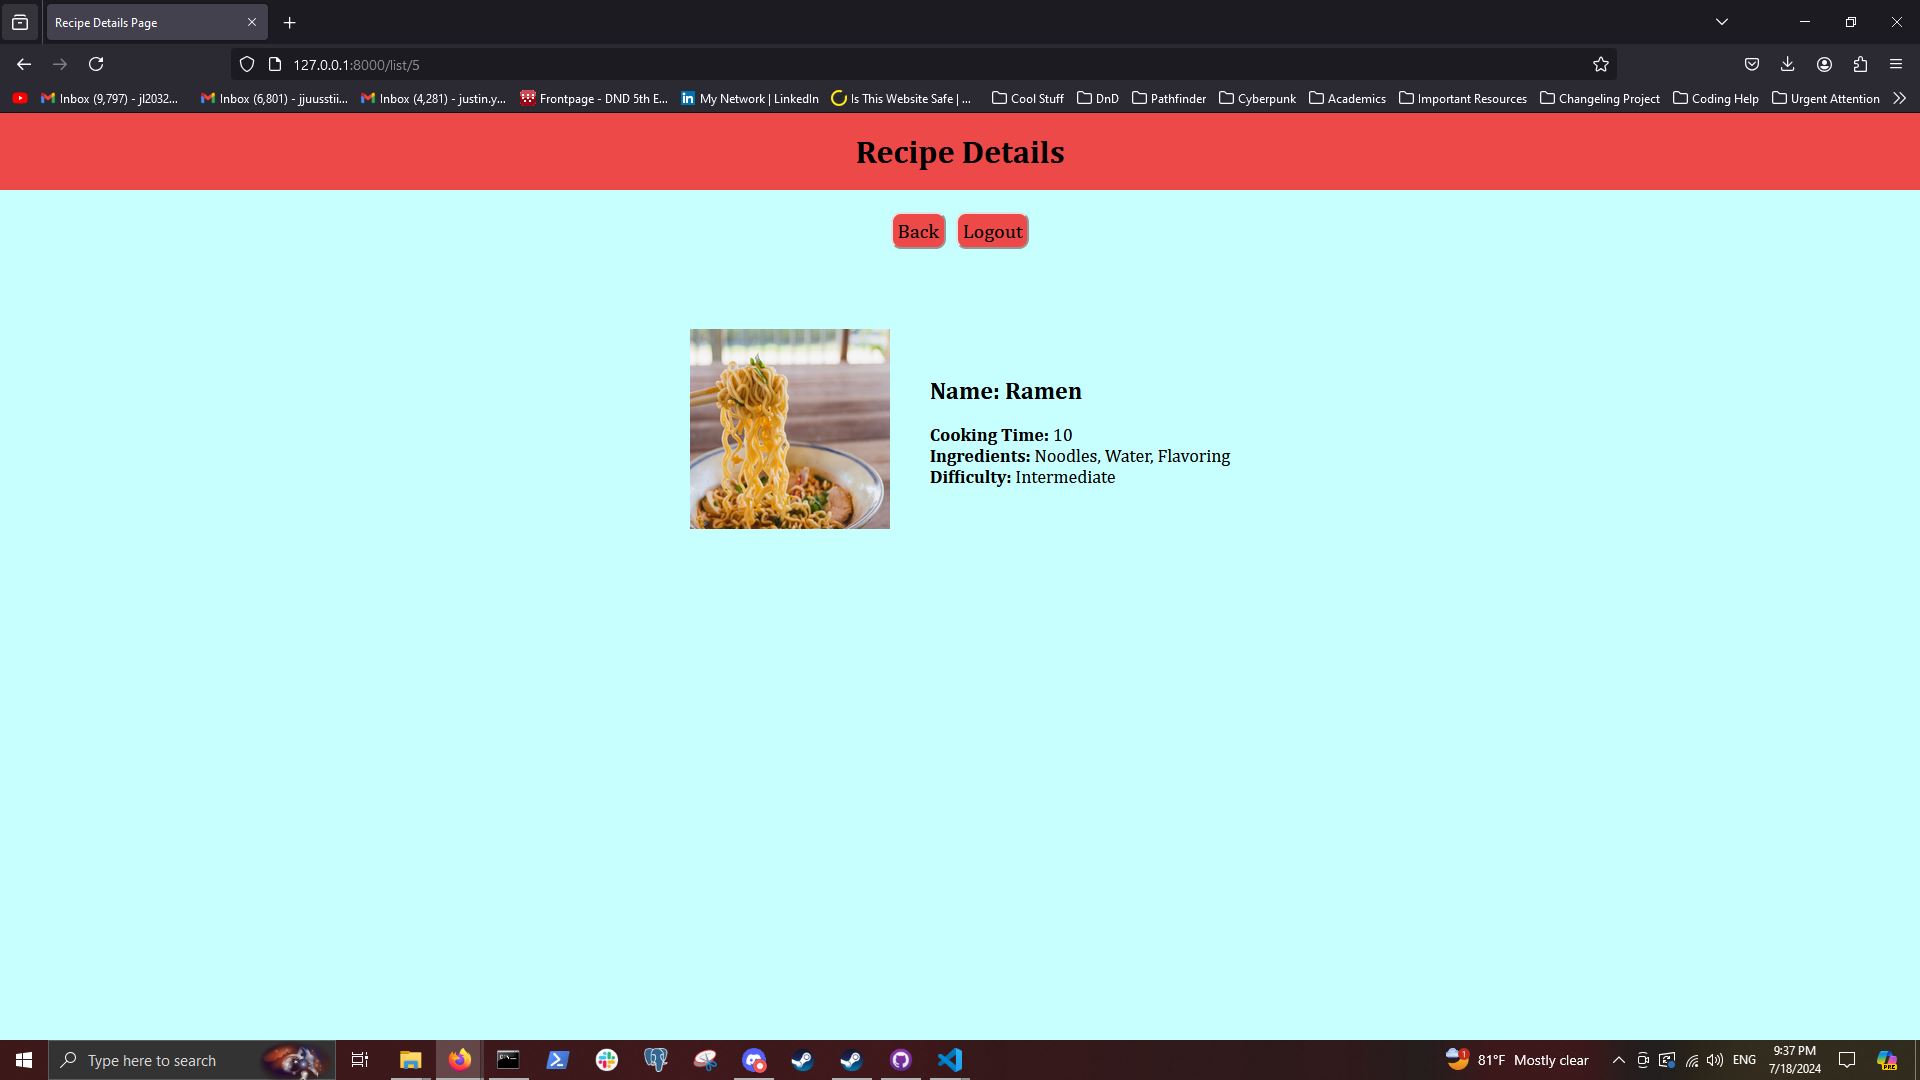 Recipe Details Page
127.0.0.1:8000/list/5
Inbox (9,797) - jl2032...
Inbox (6,801) - jjuusstii...
Inbox (4,281) - justin.y...
Frontpage - DND 5th E...
My Network | LinkedIn
Is This Website Safe | ...
Cool Stuff
DnD
Pathfinder
Cyberpunk
Academics
Important Resources
Changeling Project
Coding Help
Urgent Attention
Recipe Details
Back Logout
Name: Ramen
Cooking Time: 10
Ingredients: Noodles, Water, Flavoring
Difficulty: Intermediate
Type here to search
1
81°F Mostly clear
ENG
9:37 PM
7/18/2024
PRE